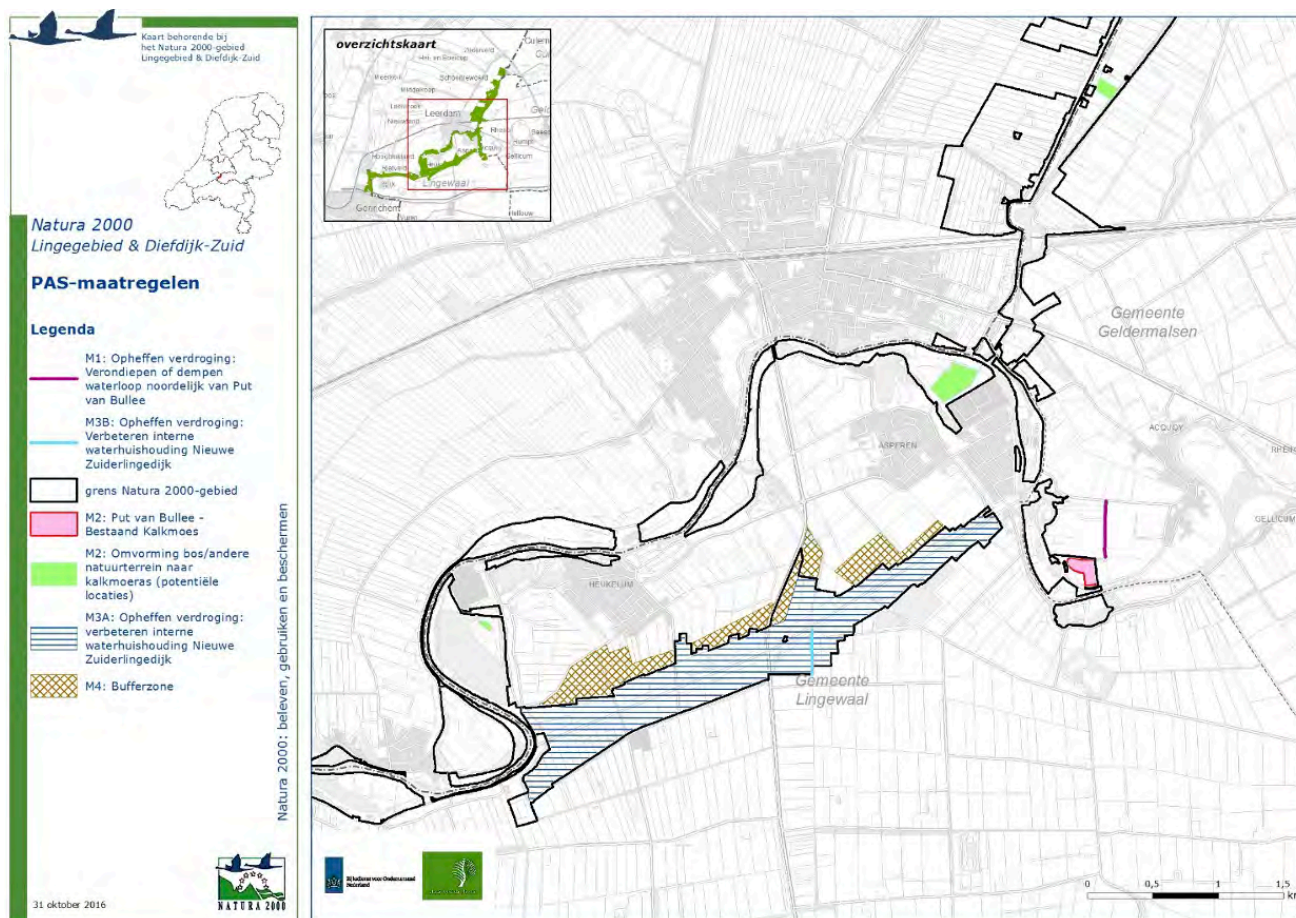 Kaart behorende bij
het Natura 2000-gebied
Lingegebied & Diefdijk-Zuid
Natura 2000
Lingegebied & Diefdijk-Zuid
PAS-maatregelen
Legenda
M1: Opheffen verdroging:
Verondiepen of dempen
waterloop noordelijk van Put
van Bullee
M3B: Opheffen verdroging:
Verbeteren interne
waterhuishouding Nieuwe
Zuiderlingedijk
grens Natura 2000-gebied
M2: Put van Bullee -
Bestaand Kalkmoes
M2: Omvorming bos/andere
natuurterrein naar
kalkmoeras (potentiële
locaties)
M3A: Opheffen verdroging:
verbeteren interne
waterhuishouding Nieuwe
Zuiderlingedijk
M4: Bufferzone
Natura 2000: beleven, gebruiken en beschermen
31 oktober 2016
NATURA 2000
overzichtskaart
Leerdam
Lingewaal
Gellicum
Gorinchem
Gemeente
Geldermalsen
ACQUOY
ASPEREN
GELLICUM
HEUKELUM
Gemeente
Lingewaal
0 0,5 1 1,5